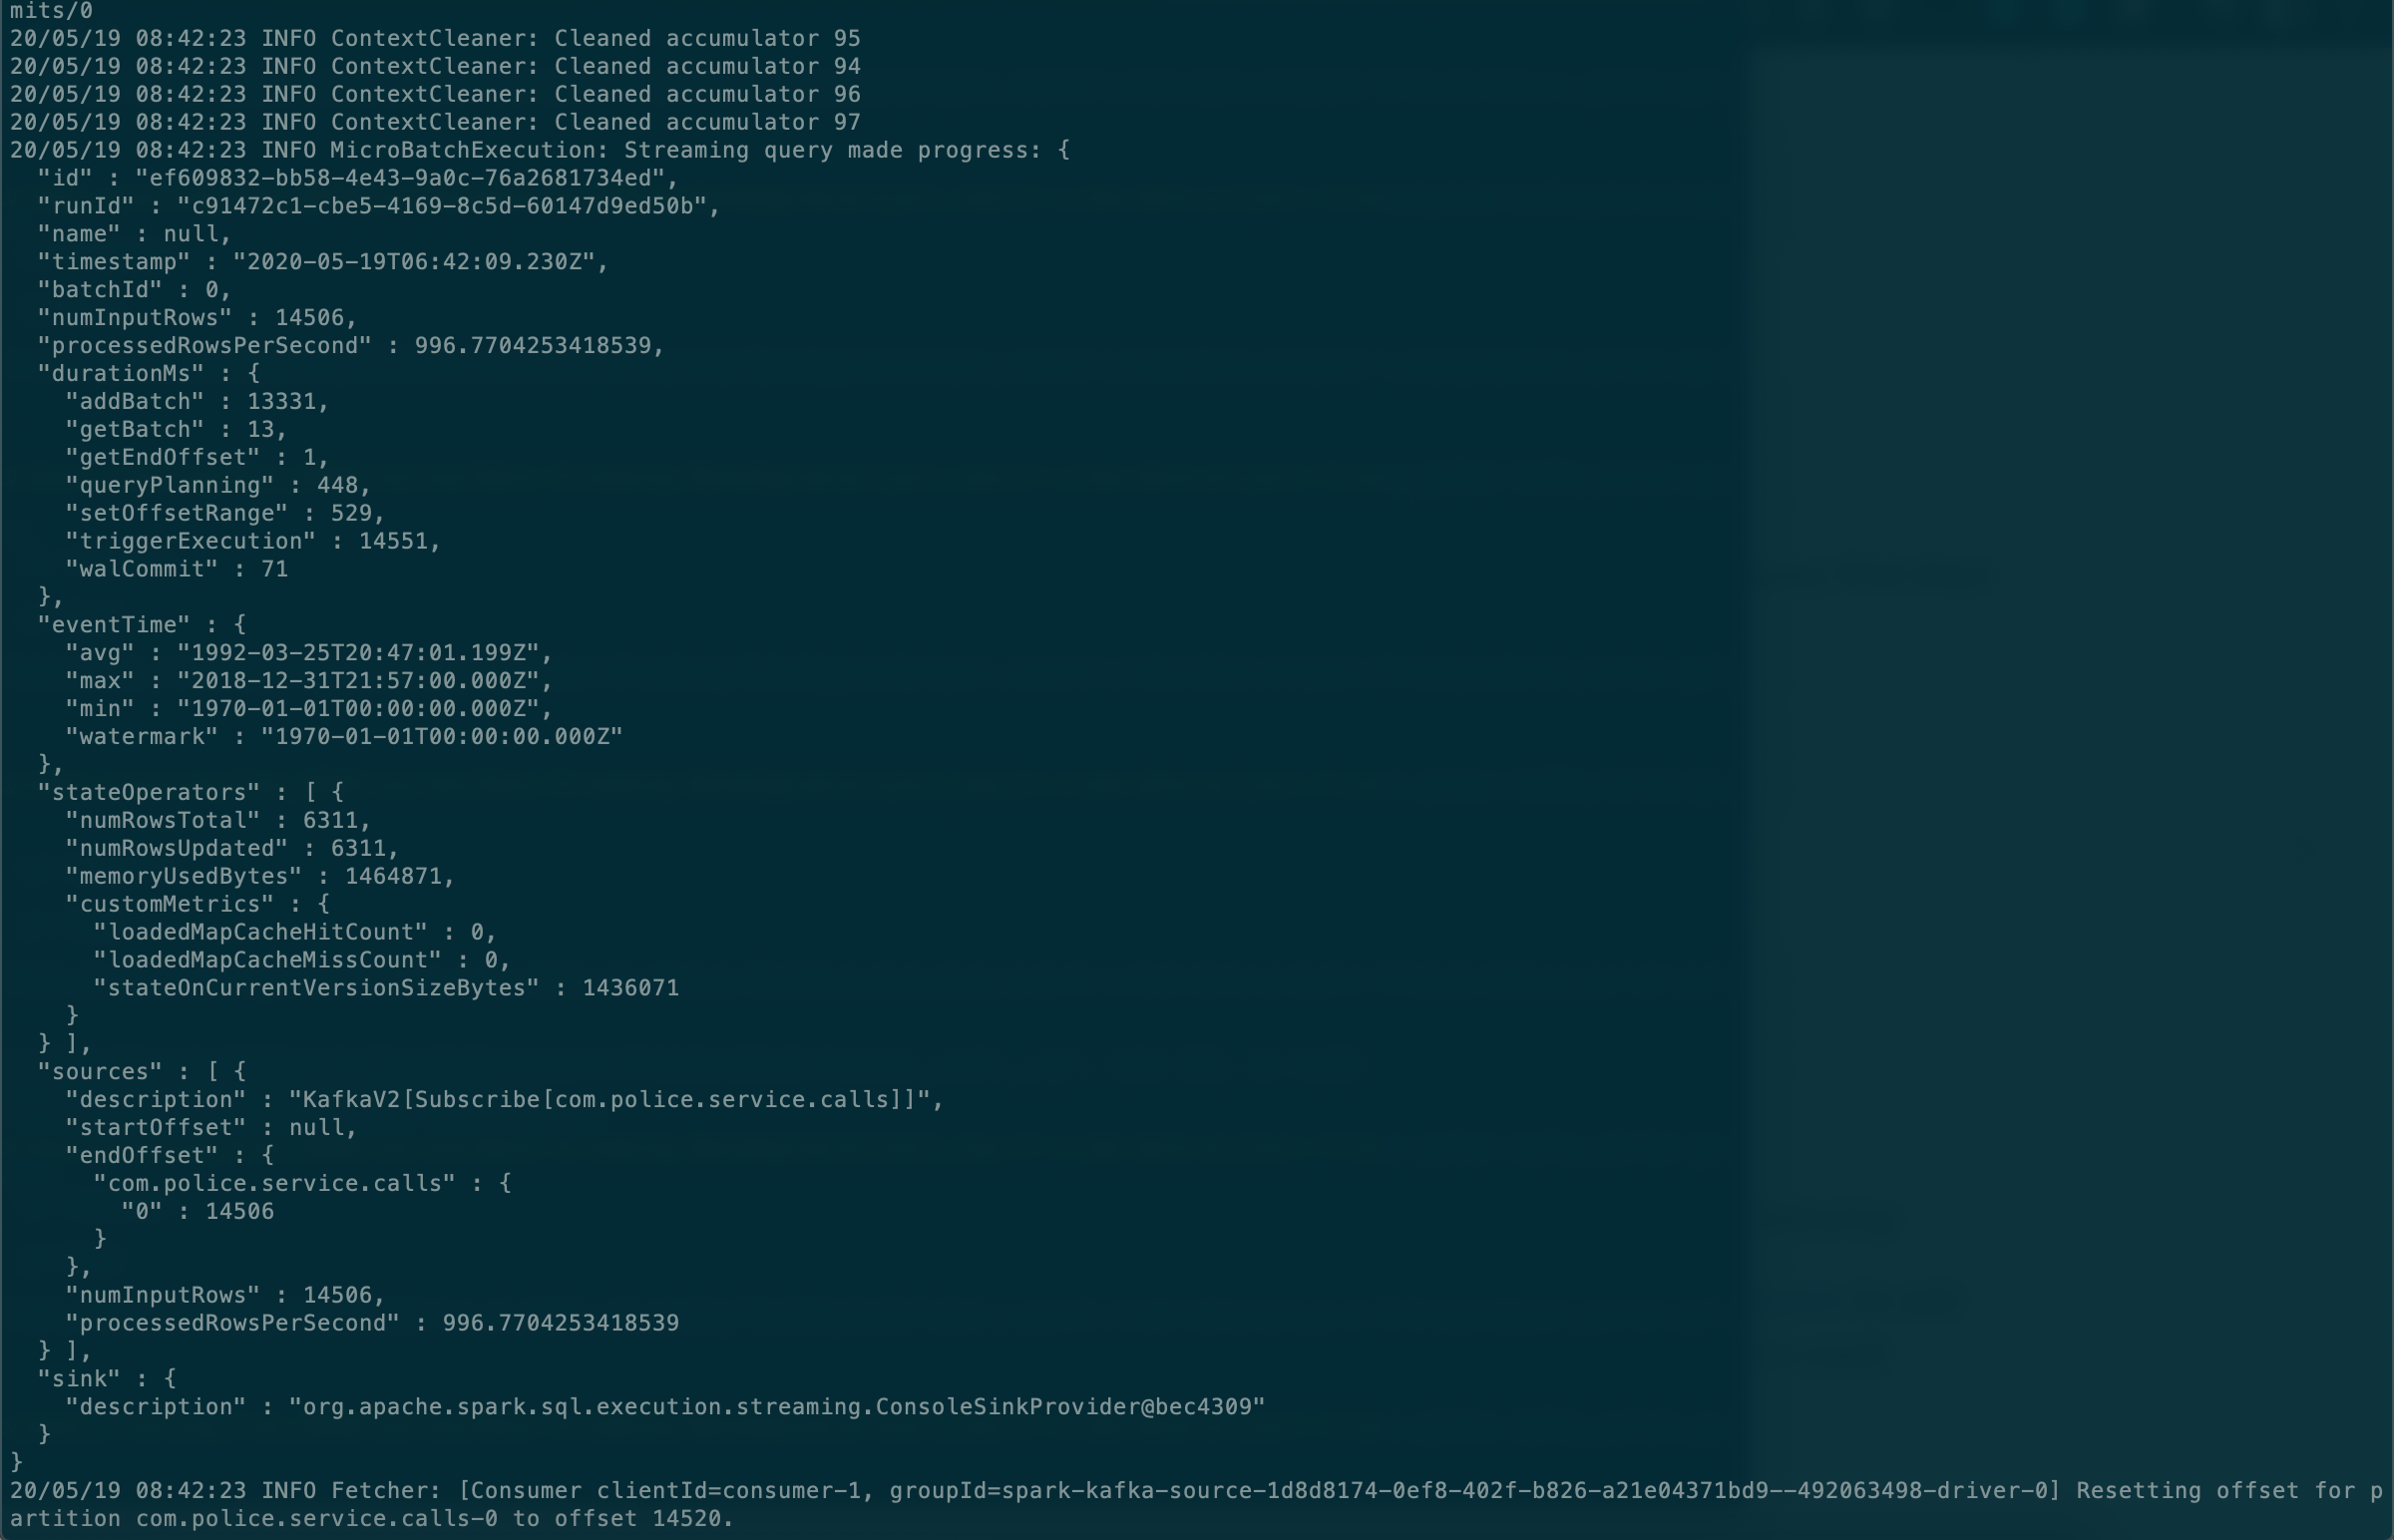 mits/0
20/05/19 08:42:23 INFO ContextCleaner: Cleaned accumulator 95
20/05/19 08:42:23 INFO ContextCleaner: Cleaned accumulator 94
20/05/19 08:42:23 INFO ContextCleaner: Cleaned accumulator 96
20/05/19 08:42:23 INFO ContextCleaner: Cleaned accumulator 97
20/05/19 08:42:23 INFO MicroBatchExecution: Streaming query made progress: {
  "id" : "ef609832-bb58-4e43-9a0c-76a2681734ed",
  "runId" : "c91472c1-cbe5-4169-8c5d-60147d9ed50b",
  "name" : null,
  "timestamp" : "2020-05-19T06:42:09.230Z",
  "batchId" : 0,
  "numInputRows" : 14506,
  "processedRowsPerSecond" : 996.7704253418539,
  "durationMs" : {
    "addBatch" : 13331,
    "getBatch" : 13,
    "getEndOffset" : 1,
    "queryPlanning" : 448,
    "setOffsetRange" : 529,
    "triggerExecution" : 14551,
    "walCommit" : 71
  },
  "eventTime" : {
    "avg" : "1992-03-25T20:47:01.199Z",
    "max" : "2018-12-31T21:57:00.000Z",
    "min" : "1970-01-01T00:00:00.000Z",
    "watermark" : "1970-01-01T00:00:00.000Z"
  },
  "stateOperators" : [ {
    "numRowsTotal" : 6311,
    "numRowsUpdated" : 6311,
    "memoryUsedBytes" : 1464871,
    "customMetrics" : {
      "loadedMapCacheHitCount" : 0,
      "loadedMapCacheMissCount" : 0,
      "stateOnCurrentVersionSizeBytes" : 1436071
    }
  } ],
  "sources" : [ {
    "description" : "KafkaV2[Subscribe[com.police.service.calls]]",
    "startOffset" : null,
    "endOffset" : {
      "com.police.service.calls" : {
        "0" : 14506
      }
    },
    "numInputRows" : 14506,
    "processedRowsPerSecond" : 996.7704253418539
  } ],
  "sink" : {
    "description" : "org.apache.spark.sql.execution.streaming.ConsoleSinkProvider@bec4309"
  }
}
20/05/19 08:42:23 INFO Fetcher: [Consumer clientId=consumer-1, groupId=spark-kafka-source-1d8d8174-0ef8-402f-b826-a21e04371bd9--492063498-driver-0] Resetting offset for p
artition com.police.service.calls-0 to offset 14520.